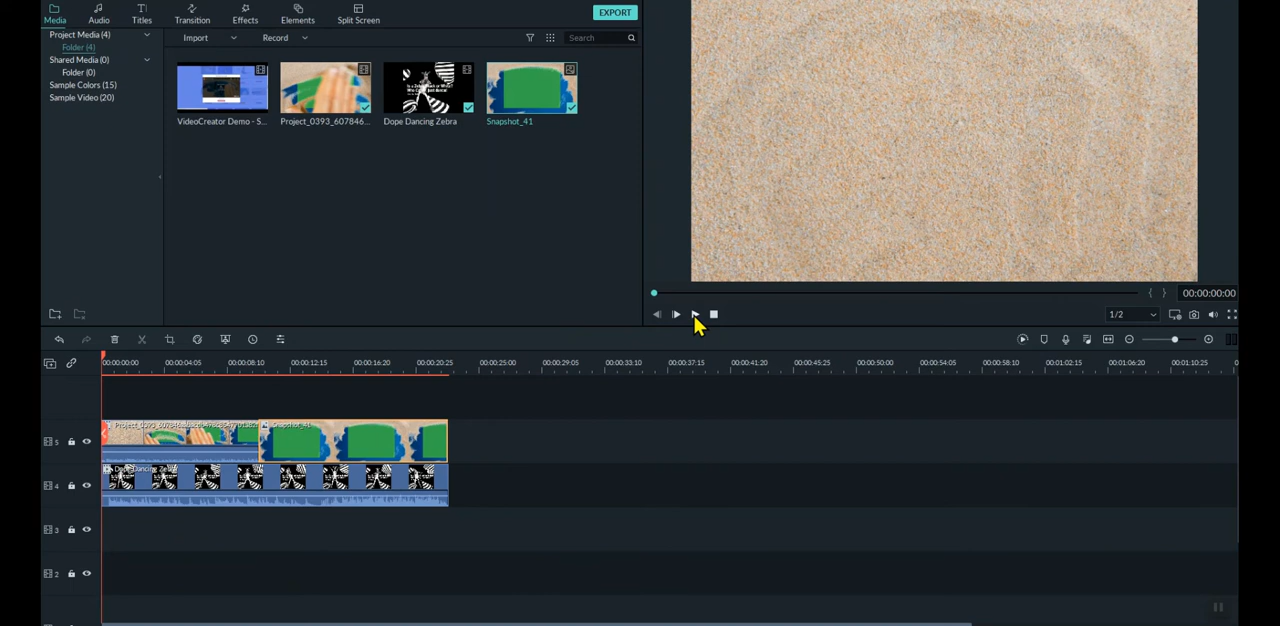 Media Audio Titles Transition Effects Elements Split Screen EXPORT
Project Media (4)
Folder (4)
Shared Media (0)
Folder (0)
Sample Colors (15)
Sample Video (20)
Import Record Search
VideoCreator Demo - S... Project_0393_607846... Dope Dancing Zebra Snapshot_41
00:00:00:00
1/2
00:00:00:00 00:00:04:05 00:00:08:10 00:00:12:15 00:00:16:20 00:00:20:25 00:00:25:00 00:00:29:05 00:00:33:10 00:00:37:15 00:00:41:20 00:00:45:25 00:00:50:00 00:00:54:05 00:00:58:10 00:01:02:15 00:01:06:20 00:01:10:25 0
5
Snapshot_41
4
Dope Dancing Zebra
3
2